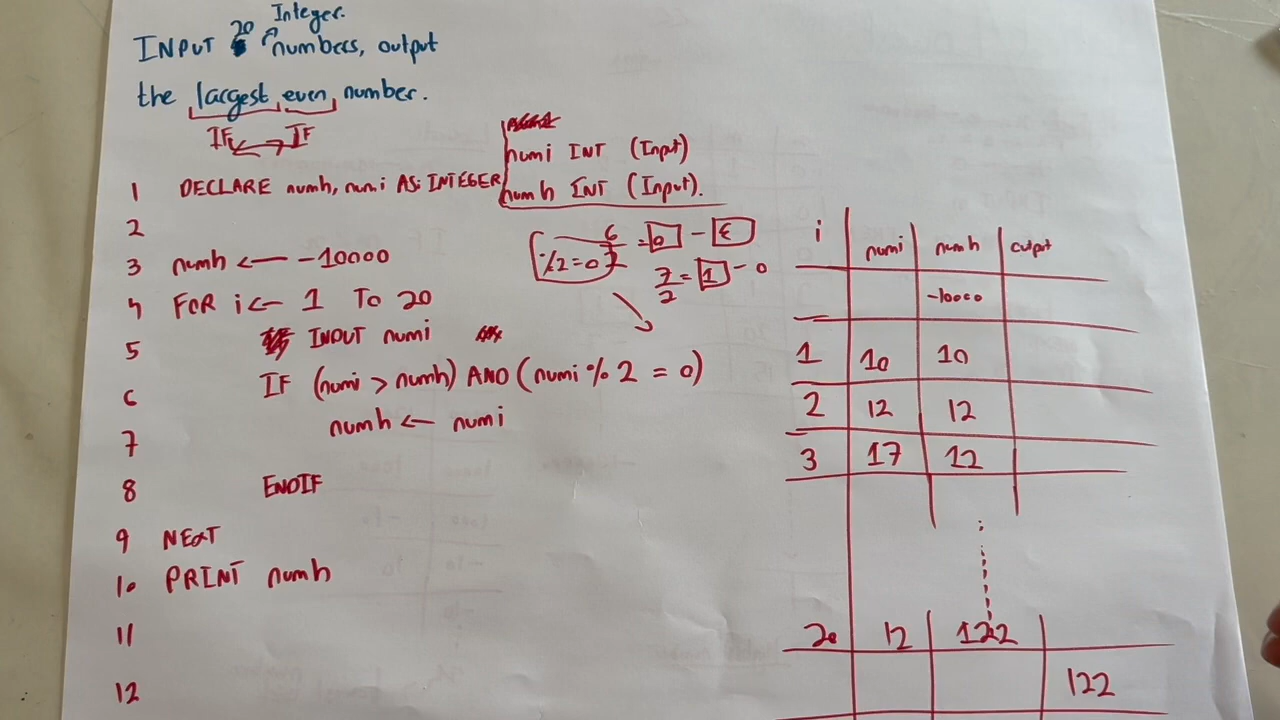 Integer.
INPUT 20 numbers, output
the largest even number.
IF IF
numi INT (Input)
numh INT (Input).
1 DECLARE numh, numi AS: INTEGER
2
3 numh ← -10000
4 FOR i ← 1 To 20
5 INPUT numi
6 IF (numi > numh) AND (numi % 2 = 0)
7 numh ← numi
8 ENDIF
9 NEXT
10 PRINT numh
11
12
%2=0
= 0 - E
7/2 = 1 - 0
i numi numh output
-10000
1 10 10
2 12 12
3 17 12
20 12 122
122